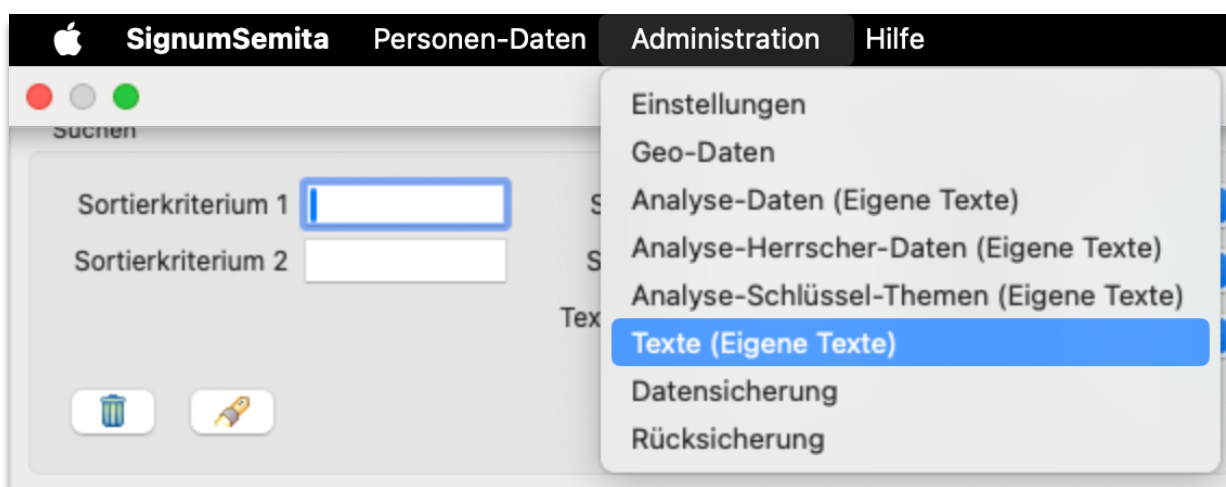 SignumSemita Personen-Daten Administration Hilfe
Suchen
Sortierkriterium 1
Sortierkriterium 2
Einstellungen
Geo-Daten
Analyse-Daten (Eigene Texte)
Analyse-Herrscher-Daten (Eigene Texte)
Analyse-Schlüssel-Themen (Eigene Texte)
Texte (Eigene Texte)
Datensicherung
Rücksicherung